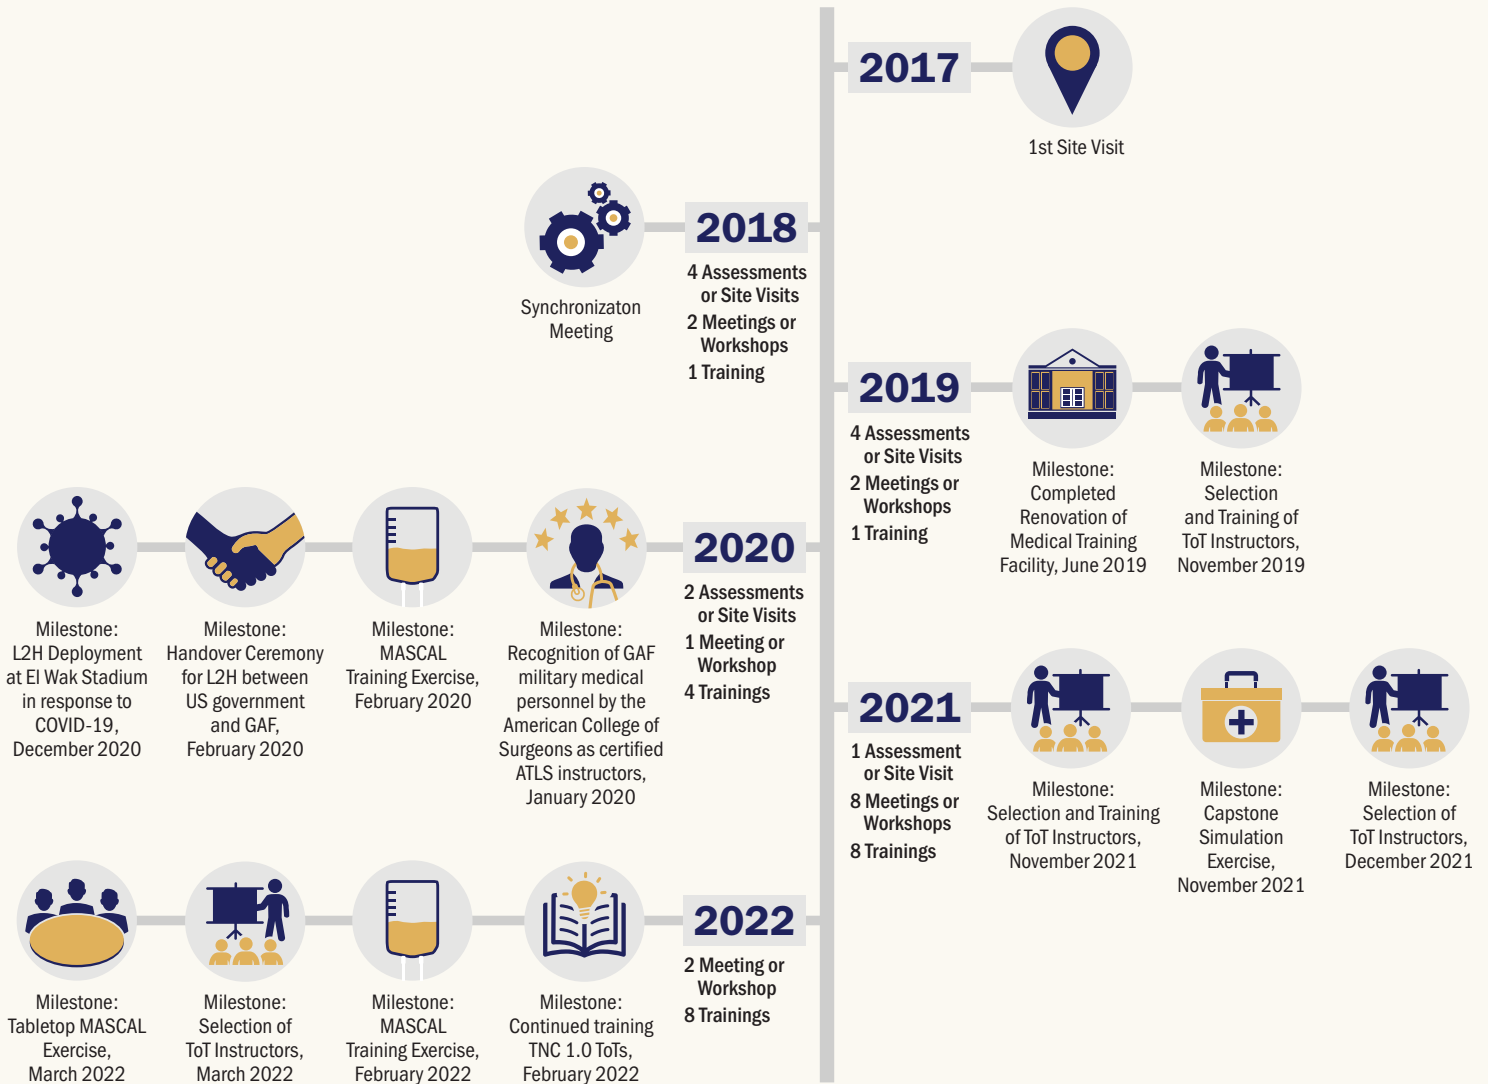 2017
1st Site Visit
2018
4 Assessments
or Site Visits
2 Meetings or
Workshops
1 Training
Synchronizaton
Meeting
2019
4 Assessments
or Site Visits
2 Meetings or
Workshops
1 Training
Milestone:
Completed
Renovation of
Medical Training
Facility, June 2019
Milestone:
Selection
and Training of
ToT Instructors,
November 2019
2020
2 Assessments
or Site Visits
1 Meeting or
Workshop
4 Trainings
Milestone:
Recognition of GAF
military medical
personnel by the
American College of
Surgeons as certified
ATLS instructors,
January 2020
Milestone:
MASCAL
Training Exercise,
February 2020
Milestone:
Handover Ceremony
for L2H between
US government
and GAF,
February 2020
Milestone:
L2H Deployment
at El Wak Stadium
in response to
COVID-19,
December 2020
2021
1 Assessment
or Site Visit
8 Meetings or
Workshops
8 Trainings
Milestone:
Selection and Training
of ToT Instructors,
November 2021
Milestone:
Capstone
Simulation
Exercise,
November 2021
Milestone:
Selection of
ToT Instructors,
December 2021
2022
2 Meeting or
Workshop
8 Trainings
Milestone:
Continued training
TNC 1.0 ToTs,
February 2022
Milestone:
MASCAL
Training Exercise,
February 2022
Milestone:
Selection of
ToT Instructors,
March 2022
Milestone:
Tabletop MASCAL
Exercise,
March 2022